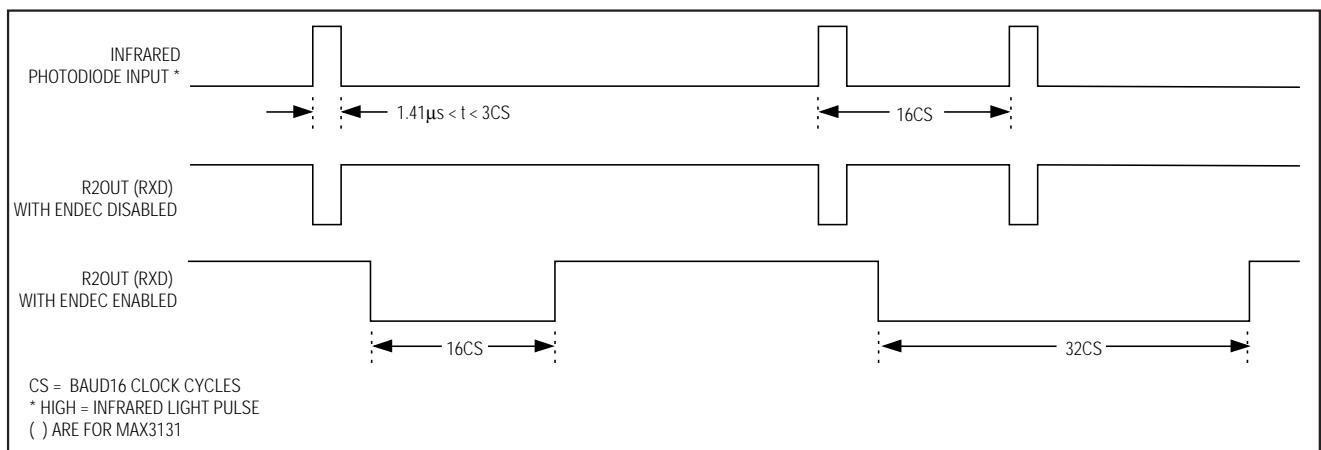 INFRARED
PHOTODIODE INPUT *
1.41μs < t < 3CS
16CS
R2OUT (RXD)
WITH ENDEC DISABLED
R2OUT (RXD)
WITH ENDEC ENABLED
16CS
32CS
CS = BAUD16 CLOCK CYCLES
* HIGH = INFRARED LIGHT PULSE
( ) ARE FOR MAX3131